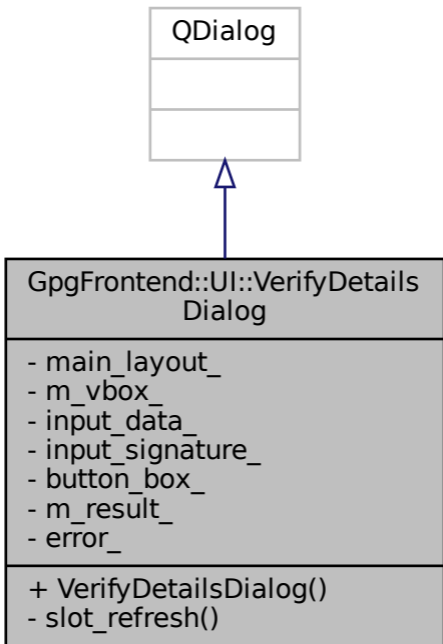 QDialog
GpgFrontend::UI::VerifyDetails
Dialog
- main_layout_
- m_vbox_
- input_data_
- input_signature_
- button_box_
- m_result_
- error_
+ VerifyDetailsDialog()
- slot_refresh()